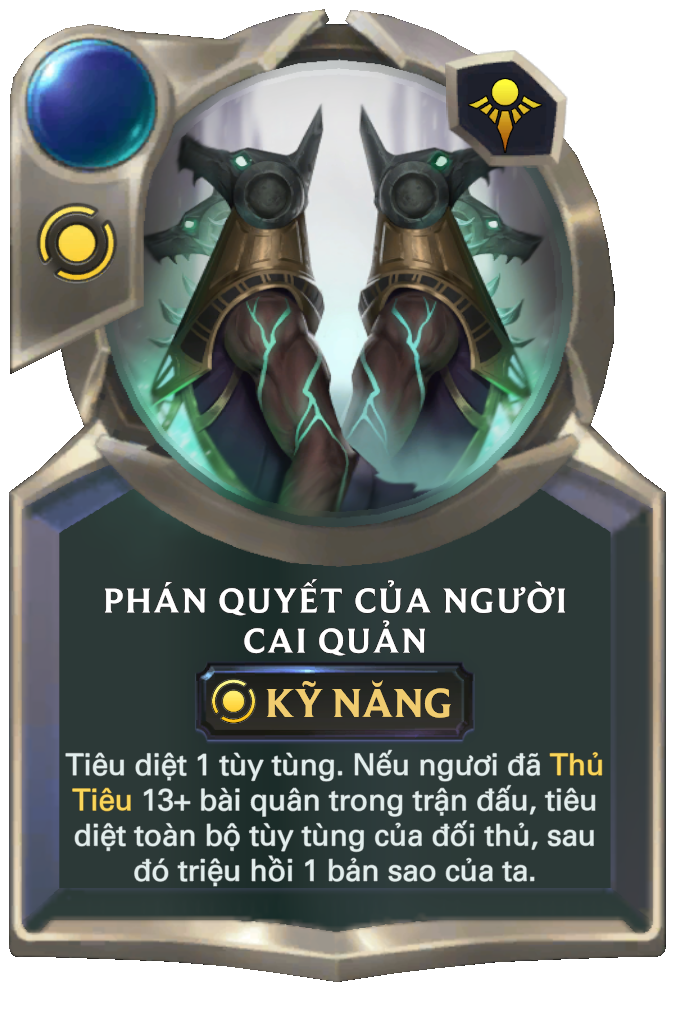 PHÁN QUYẾT CỦA NGƯỜI
CAI QUẢN
KỸ NĂNG
Tiêu diệt 1 tùy tùng. Nếu ngươi đã Thủ
Tiêu 13+ bài quân trong trận đấu, tiêu
diệt toàn bộ tùy tùng của đối thủ, sau
đó triệu hồi 1 bản sao của ta.